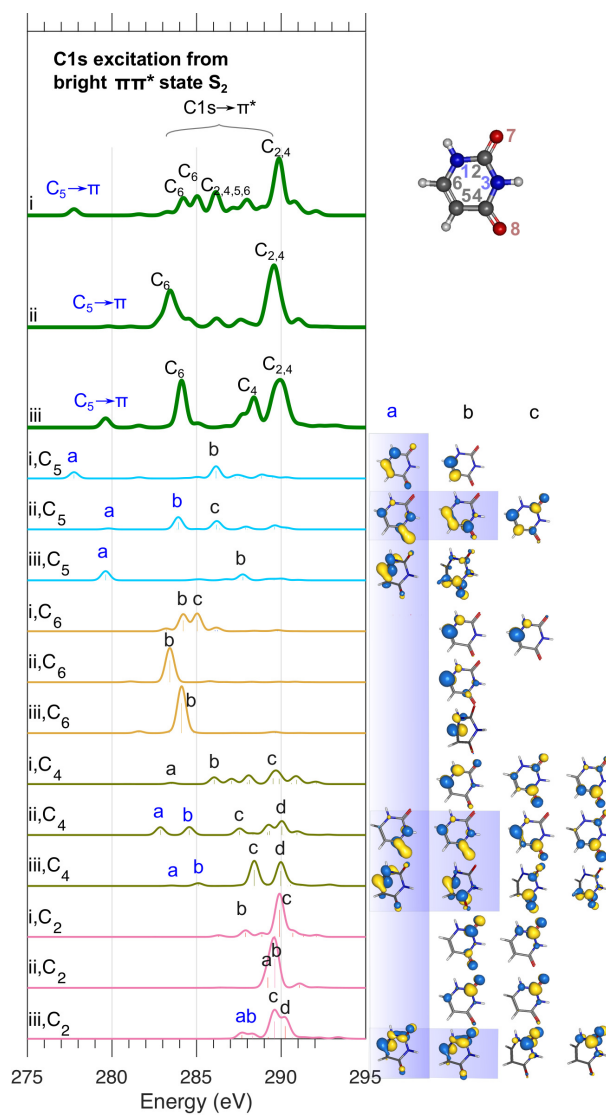 C1s excitation from
bright ππ* state S₂
C1s→π*
C₅→π
C₆
C₆
C₂,₄,₅,₆
C₂,₄
i
C₅→π
C₆
C₂,₄
ii
C₅→π
C₆
C₄
C₂,₄
iii
7
1 2
6 3
5 4
8
a b c
i,C₅ a b
ii,C₅ a b c
iii,C₅ a b
i,C₆ b c
ii,C₆ b
iii,C₆ b
i,C₄ a b c
ii,C₄ a b c d
iii,C₄ a b c d
i,C₂ b c
ii,C₂ a b
iii,C₂ a b c d
275 280 285 290 295
Energy (eV)